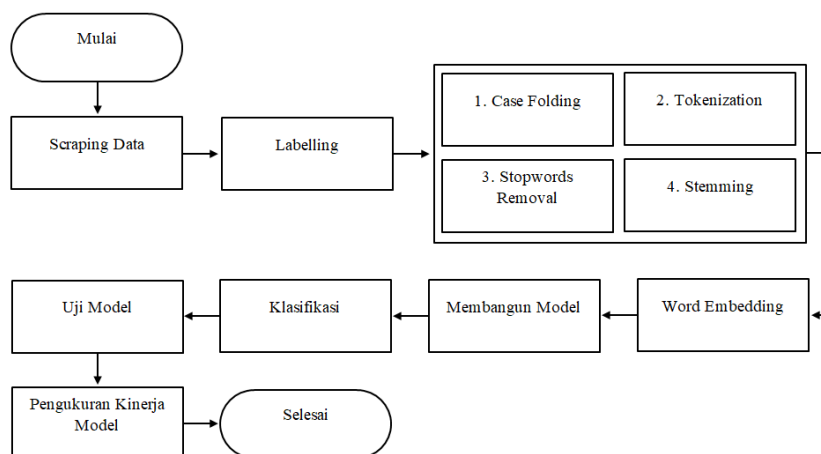 Mulai
Scraping Data
Labelling
1. Case Folding
2. Tokenization
3. Stopwords
Removal
4. Stemming
Word Embedding
Membangun Model
Klasifikasi
Uji Model
Pengukuran Kinerja
Model
Selesai